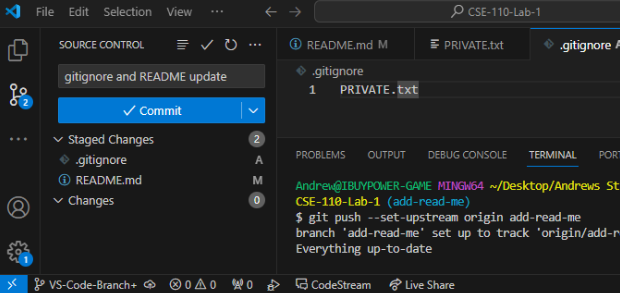 File Edit Selection View ...
CSE-110-Lab-1
SOURCE CONTROL
README.md M
PRIVATE.txt
.gitignore
gitignore and README update
.gitignore
Commit
1 PRIVATE.txt
2
Staged Changes 2
.gitignore A
README.md M
Changes 0
PROBLEMS OUTPUT DEBUG CONSOLE TERMINAL
Andrew@IBUYPOWER-GAME MINGW64 ~/Desktop/Andrews
CSE-110-Lab-1 (add-read-me)
$ git push --set-upstream origin add-read-me
branch 'add-read-me' set up to track
Everything up-to-date
1
VS-Code-Branch+ 0 0 0 CodeStream Live Share